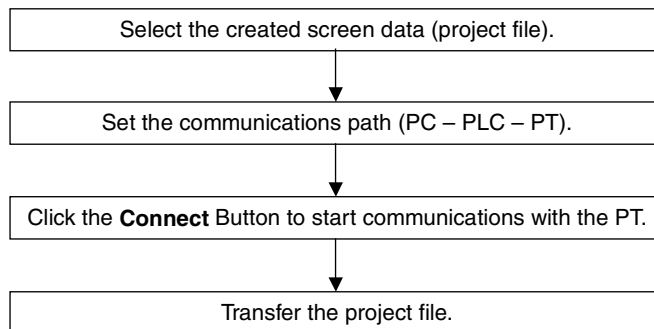 Select the created screen data (project file).
Set the communications path (PC – PLC – PT).
Click the Connect Button to start communications with the PT.
Transfer the project file.